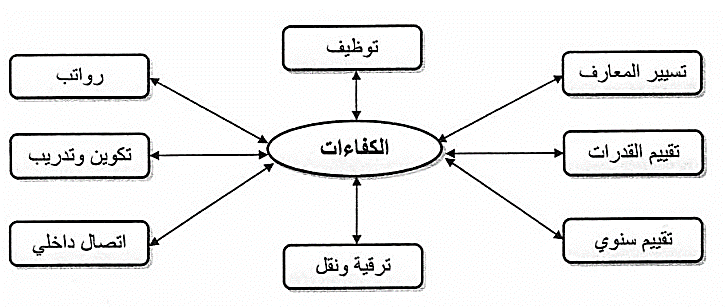 توظيف
تسيير المعارف
رواتب
الكفاءات
تقييم القدرات
تكوين وتدريب
تقييم سنوي
اتصال داخلي
ترقية ونقل